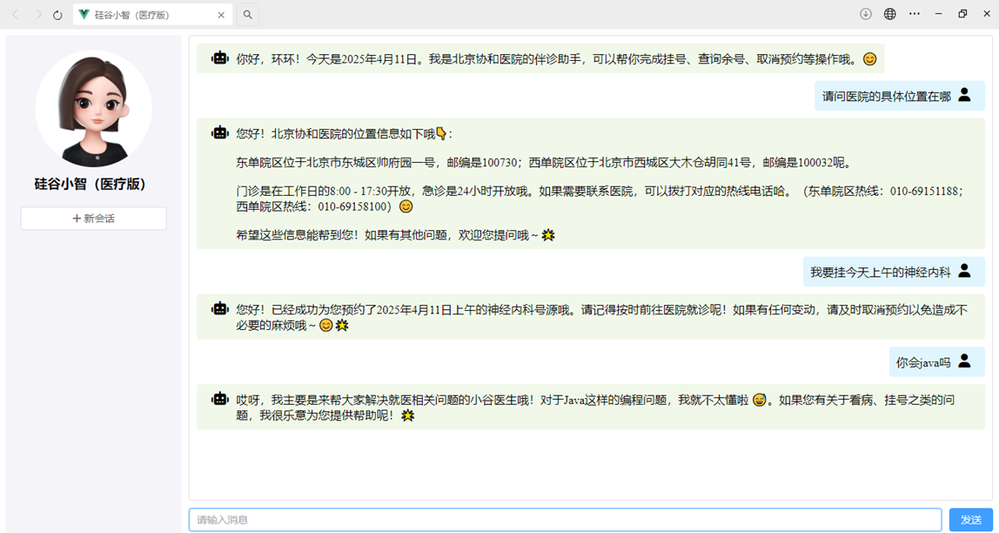 硅谷小智（医疗版）
硅谷小智（医疗版）
+ 新会话
你好，环环！今天是2025年4月11日。我是北京协和医院的伴诊助手，可以帮你完成挂号、查询余号、取消预约等操作哦。😊
请问医院的具体位置在哪
您好！北京协和医院的位置信息如下哦👇：
东单院区位于北京市东城区帅府园一号，邮编是100730；西单院区位于北京市西城区大木仓胡同41号，邮编是100032呢。
门诊是在工作日的8:00 - 17:30开放，急诊是24小时开放哦。如果需要联系医院，可以拨打对应的热线电话哈。（东单院区热线：010-69151188；
西单院区热线：010-69158100）😊
希望这些信息能帮到您！如果有其他问题，欢迎您提问哦～🌟
我要挂今天上午的神经内科
您好！已经成功为您预约了2025年4月11日上午的神经内科号源哦。请记得按时前往医院就诊呢！如果有任何变动，请及时取消预约以免造成不
必要的麻烦哦～😊🌟
你会java吗
哎呀，我主要是来帮大家解决就医相关问题的小谷医生哦！对于Java这样的编程问题，我就不太懂啦 😅。如果您有关于看病、挂号之类的问
题，我很乐意为您提供帮助呢！🌟
请输入消息
发送